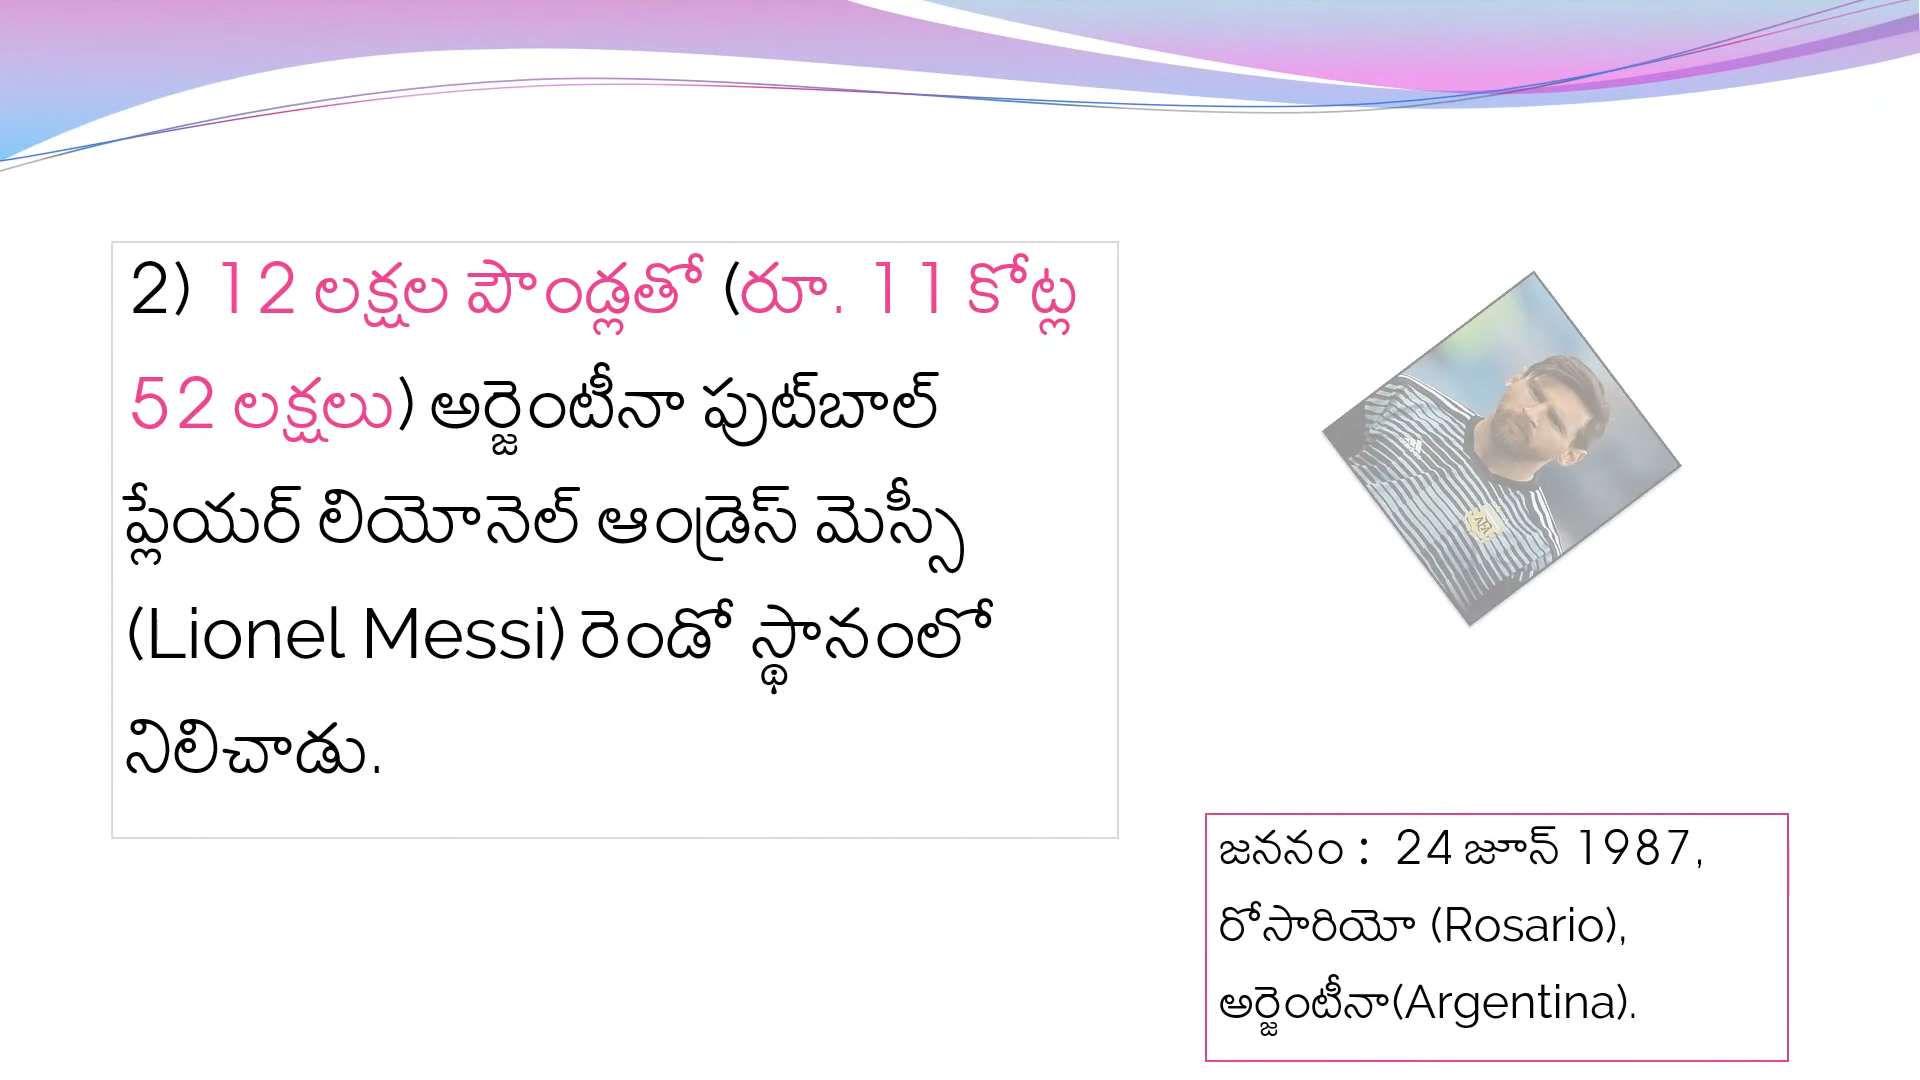 2) 12 లక్షల పౌండ్లతో (రూ. 11 కోట్ల
52 లక్షలు) అర్జెంటీనా ఫుట్‌బాల్
ప్లేయర్ లియోనెల్ ఆండ్రెస్ మెస్సీ
(Lionel Messi) రెండో స్థానంలో
నిలిచాడు.
జననం : 24 జూన్ 1987,
రోసారియో (Rosario),
అర్జెంటీనా(Argentina).